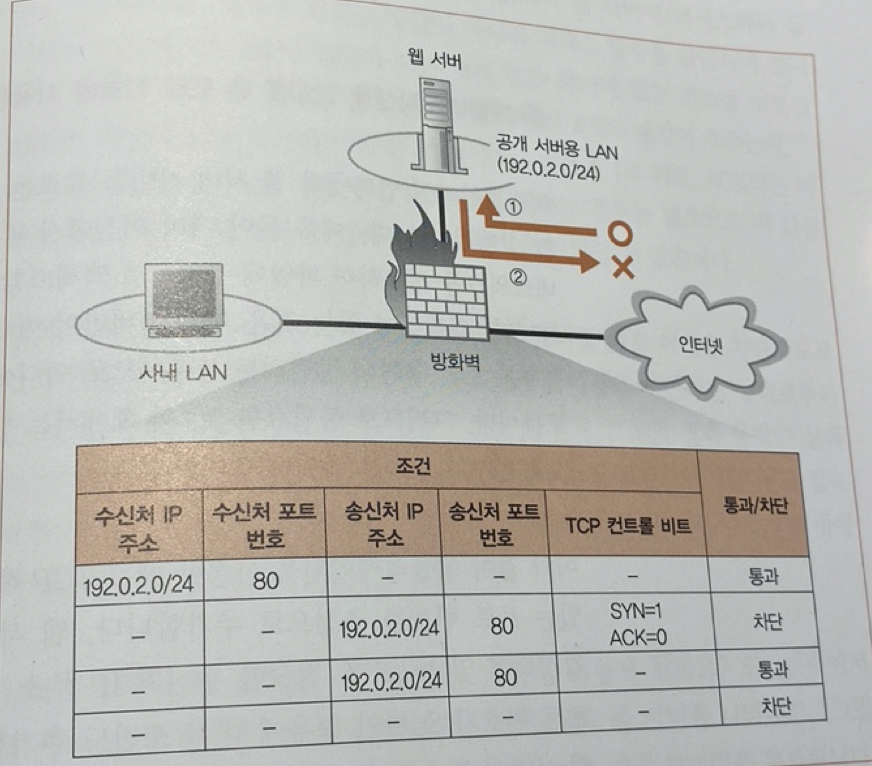 웹 서버
공개 서버용 LAN
(192.0.2.0/24)
①
②
사내 LAN
방화벽
인터넷
조건
통과/차단
수신처 IP
주소
수신처 포트
번호
송신처 IP
주소
송신처 포트
번호
TCP 컨트롤 비트
192.0.2.0/24 80 – – – 통과
– – 192.0.2.0/24 80 SYN=1
ACK=0
차단
– – 192.0.2.0/24 80 – 통과
– – – – – 차단